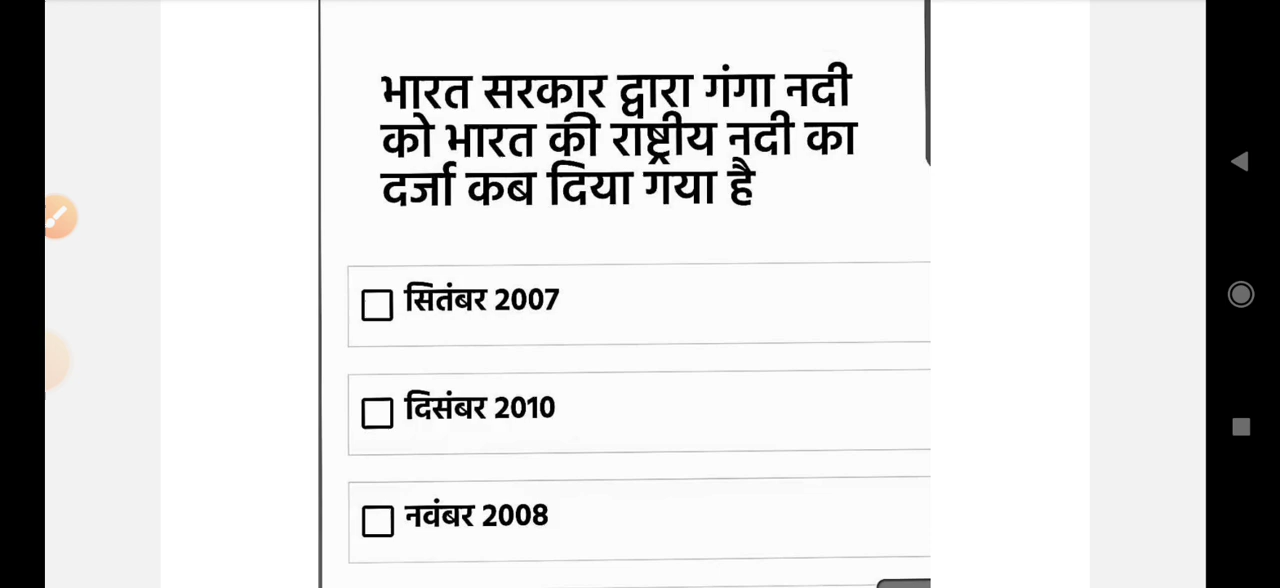 भारत सरकार द्वारा गंगा नदी
को भारत की राष्ट्रीय नदी का
दर्जा कब दिया गया है
सितंबर 2007
दिसंबर 2010
नवंबर 2008